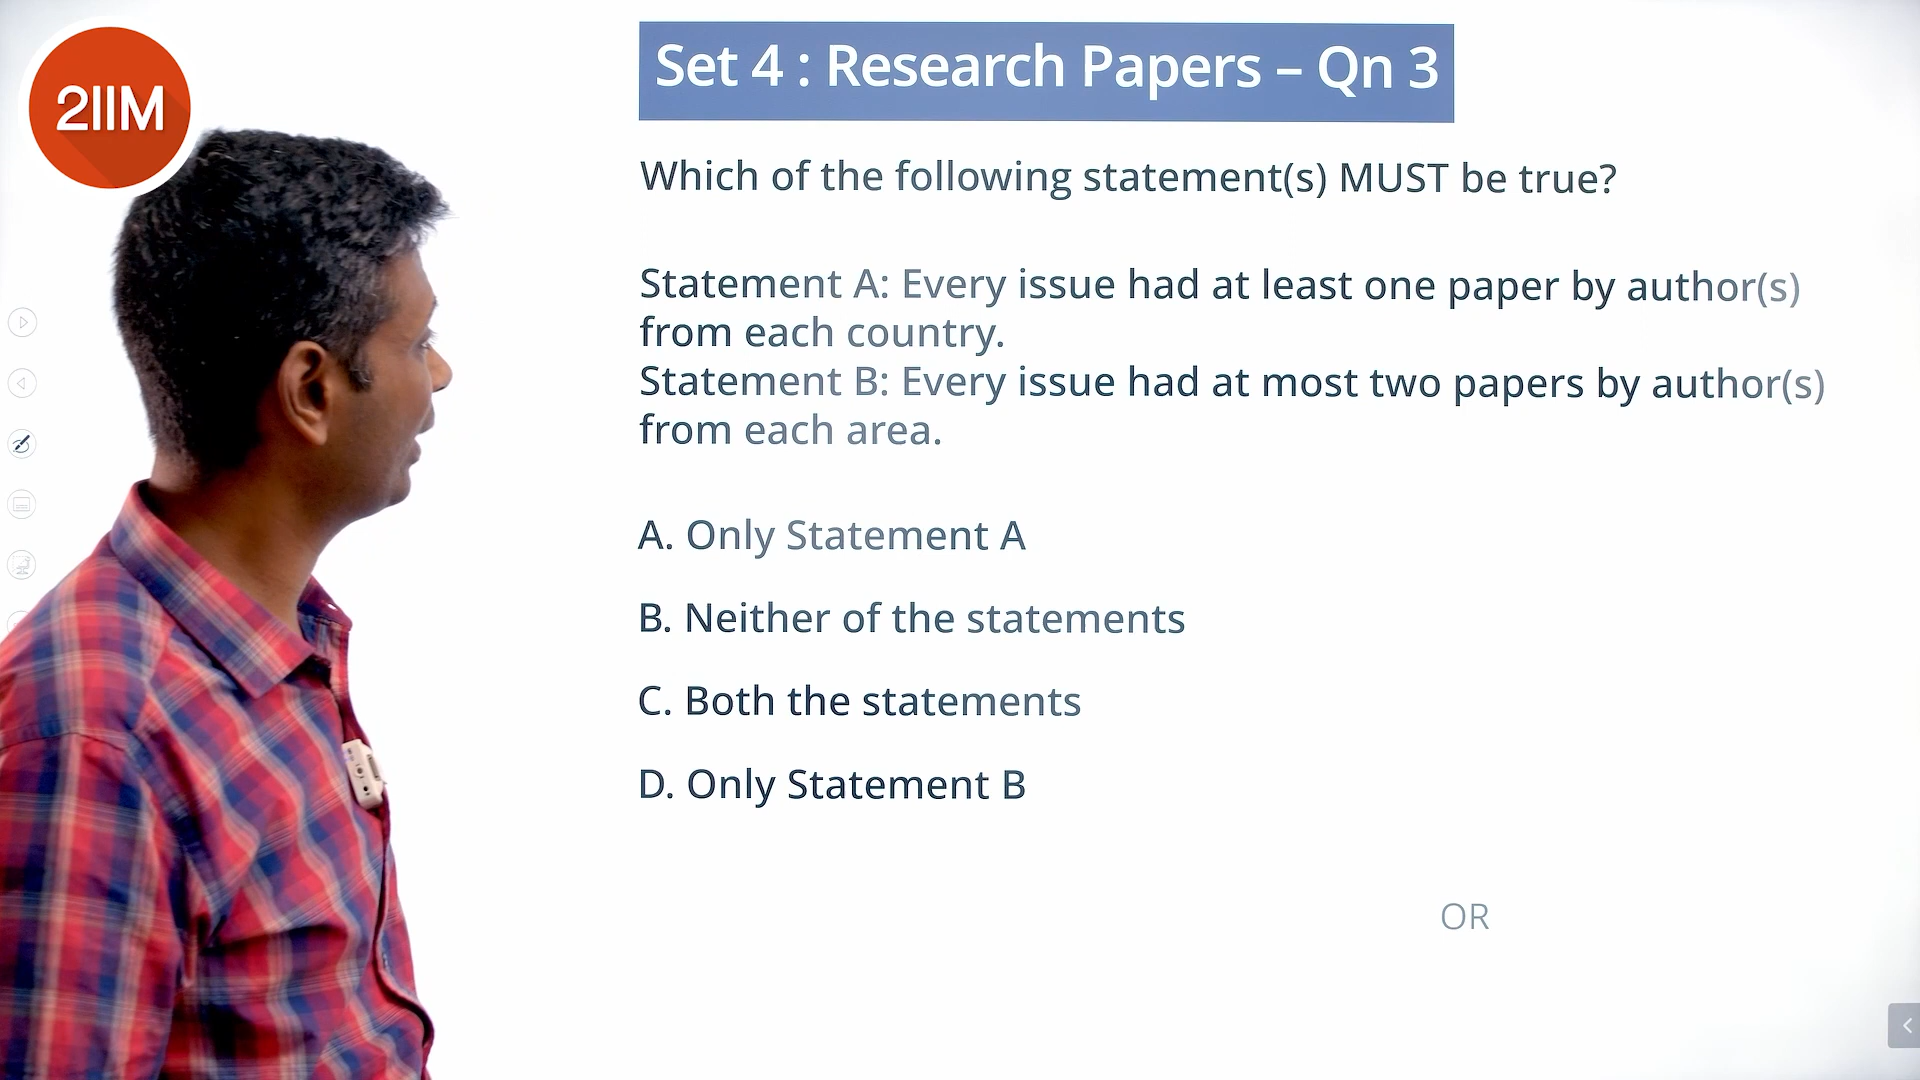 2IIM
Set 4 : Research Papers – Qn 3
Which of the following statement(s) MUST be true?
Statement A: Every issue had at least one paper by author(s)
from each country.
Statement B: Every issue had at most two papers by author(s)
from each area.
A. Only Statement A
B. Neither of the statements
C. Both the statements
D. Only Statement B
OR